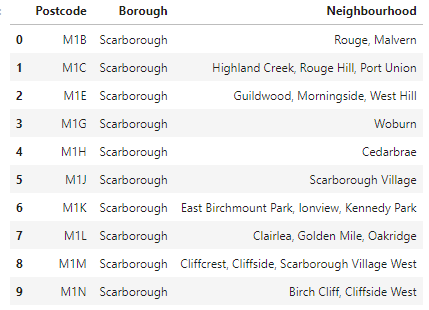 Postcode Borough Neighbourhood
0 M1B Scarborough Rouge, Malvern
1 M1C Scarborough Highland Creek, Rouge Hill, Port Union
2 M1E Scarborough Guildwood, Morningside, West Hill
3 M1G Scarborough Woburn
4 M1H Scarborough Cedarbrae
5 M1J Scarborough Scarborough Village
6 M1K Scarborough East Birchmount Park, Ionview, Kennedy Park
7 M1L Scarborough Clairlea, Golden Mile, Oakridge
8 M1M Scarborough Cliffcrest, Cliffside, Scarborough Village West
9 M1N Scarborough Birch Cliff, Cliffside West